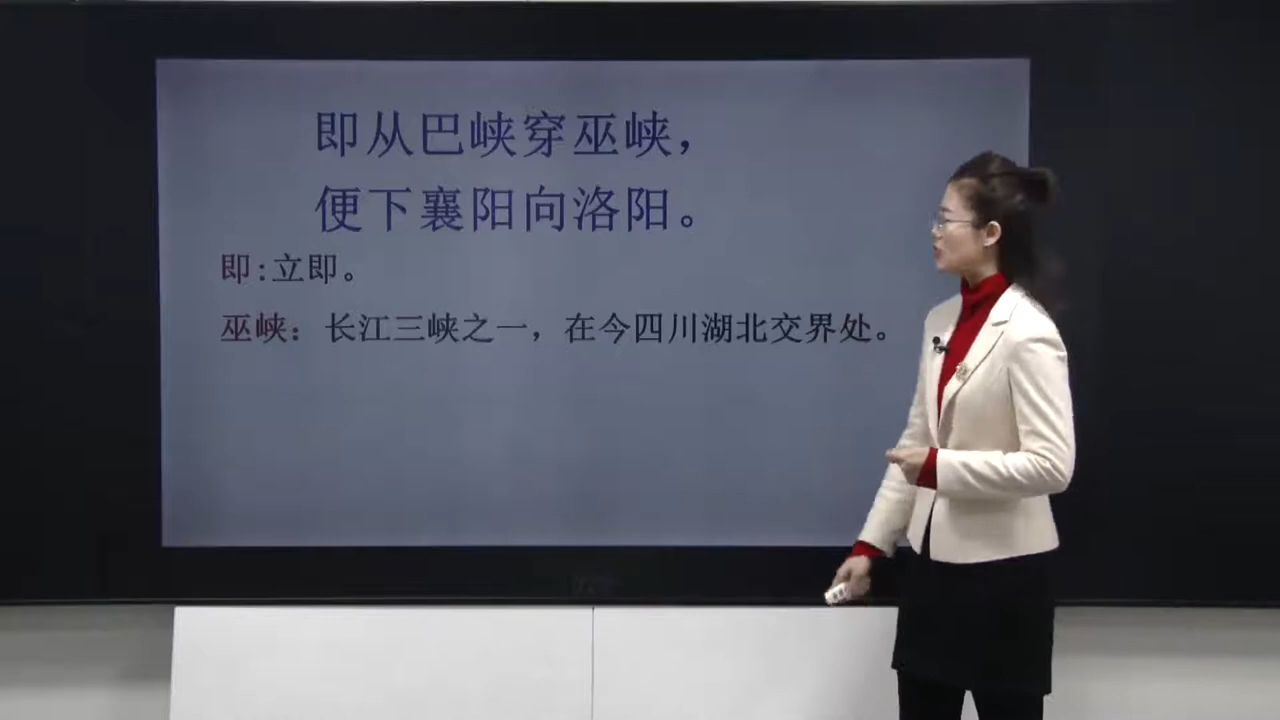 即从巴峡穿巫峡，
便下襄阳向洛阳。
即:立即。
巫峡：长江三峡之一，在今四川湖北交界处。